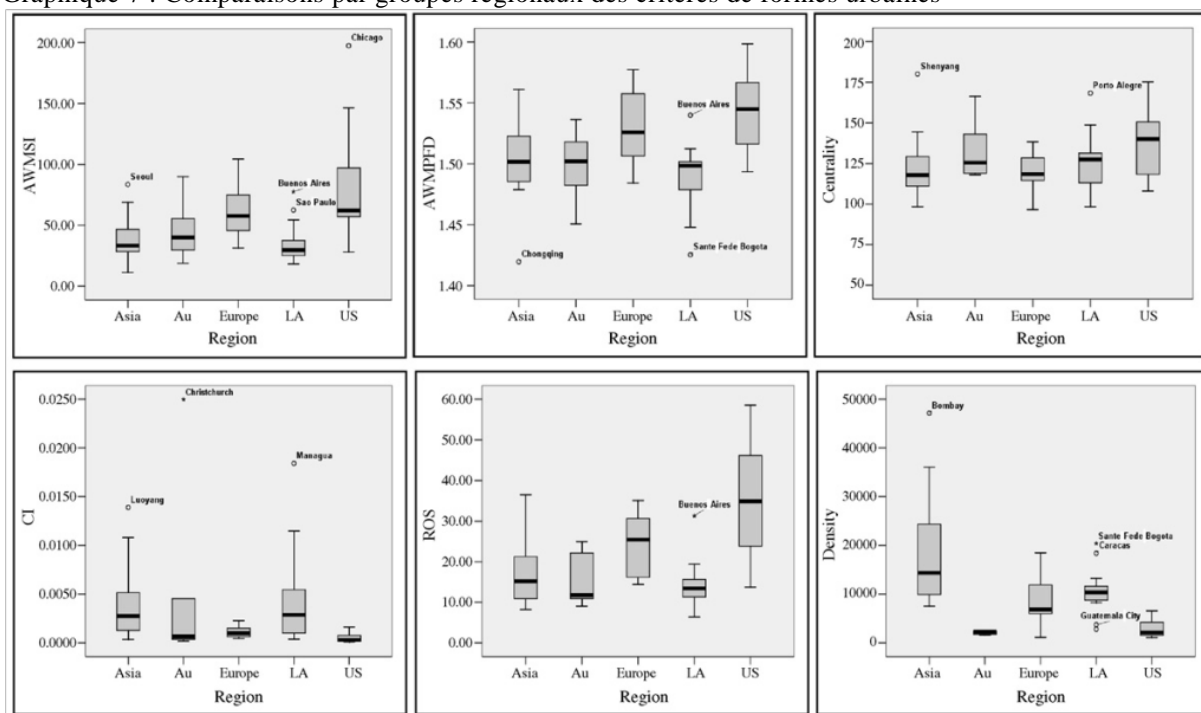 Graphique 7 : Comparaisons par groupes régionaux des critères de formes urbaines
200.00
150.00
100.00
50.00
0.00
AWMSI
Chicago
Seoul
Buenos Aires
Sao Paulo
Asia Au Europe LA US
Region
1.60
1.55
1.50
1.45
1.40
AWMPFD
Buenos Aires
Chongqing
Sante Fede Bogota
Asia Au Europe LA US
Region
200
175
150
125
100
75
50
Centrality
Shenyang
Porto Alegre
Asia Au Europe LA US
Region
0.0250
0.0200
0.0150
0.0100
0.0050
0.0000
CI
Christchurch
Managua
Luoyang
Asia Au Europe LA US
Region
60.00
50.00
40.00
30.00
20.00
10.00
0.00
ROS
Buenos Aires
Asia Au Europe LA US
Region
50000
40000
30000
20000
10000
0
Density
Bombay
Sante Fede Bogota
Caracas
Guatemala City
Asia Au Europe LA US
Region